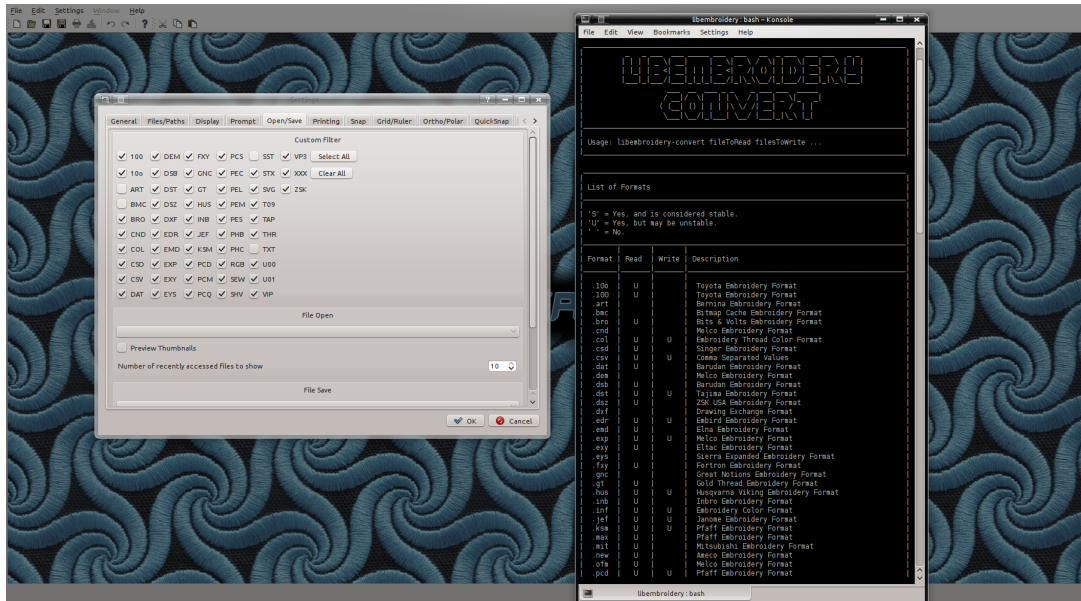 File Edit Settings Window Help
Settings
General Files/Paths Display Prompt Open/Save Printing Snap Grid/Ruler Ortho/Polar QuickSnap
Custom Filter
100 DEM FXY PCS SST VP3 Select All
10o DSB GNC PEC STX XXX Clear All
ART DST GT PEL SVG ZSK
BMC DSZ HUS PEM T09
BRO DXF INB PES TAP
CND EDR JEF PHB THR
COL EMD KSM PHC TXT
CSD EXP PCD RGB U00
CSV EXY PCM SEW U01
DAT EYS PCQ SHV VIP
File Open
Preview Thumbnails
Number of recently accessed files to show 10
File Save
OK Cancel
libembroidery : bash – Konsole
File Edit View Bookmarks Settings Help
LIBEMBROIDERY
CONVERT
Usage: libembroidery-convert fileToRead filesToWrite ...
List of Formats
'S' = Yes, and is considered stable.
'U' = Yes, but may be unstable.
' ' = No.
Format | Read | Write | Description
.10o | U | | Toyota Embroidery Format
.100 | U | | Toyota Embroidery Format
.art | | | Bernina Embroidery Format
.bmc | | | Bitmap Cache Embroidery Format
.bro | U | | Bits & Volts Embroidery Format
.cnd | | | Melco Embroidery Format
.col | U | U | Embroidery Thread Color Format
.csd | U | | Singer Embroidery Format
.csv | U | U | Comma Separated Values
.dat | U | | Barudan Embroidery Format
.dem | | | Melco Embroidery Format
.dsb | U | | Barudan Embroidery Format
.dst | U | U | Tajima Embroidery Format
.dsz | U | | ZSK USA Embroidery Format
.dxf | | | Drawing Exchange Format
.edr | U | U | Embird Embroidery Format
.emd | U | | Elna Embroidery Format
.exp | U | U | Melco Embroidery Format
.exy | U | | Eltac Embroidery Format
.eys | | | Sierra Expanded Embroidery Format
.fxy | U | | Fortron Embroidery Format
.gnc | | | Great Notions Embroidery Format
.gt | U | | Gold Thread Embroidery Format
.hus | U | U | Husqvarna Viking Embroidery Format
.inb | U | | Inbro Embroidery Format
.inf | U | U | Embroidery Color Format
.jef | U | U | Janome Embroidery Format
.ksm | U | U | Pfaff Embroidery Format
.max | U | | Pfaff Embroidery Format
.mit | U | | Mitsubishi Embroidery Format
.new | U | | Ameco Embroidery Format
.ofm | U | | Melco Embroidery Format
.pcd | U | U | Pfaff Embroidery Format
libembroidery : bash